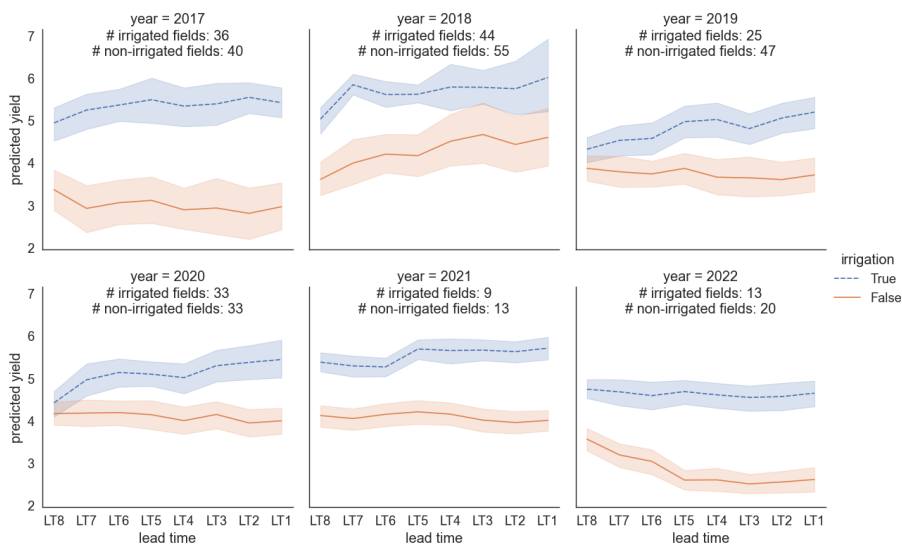 year = 2017
# irrigated fields: 36
# non-irrigated fields: 40
year = 2018
# irrigated fields: 44
# non-irrigated fields: 55
year = 2019
# irrigated fields: 25
# non-irrigated fields: 47
7
6
5
4
3
2
predicted yield
irrigation
True
False
year = 2020
# irrigated fields: 33
# non-irrigated fields: 33
year = 2021
# irrigated fields: 9
# non-irrigated fields: 13
year = 2022
# irrigated fields: 13
# non-irrigated fields: 20
7
6
5
4
3
2
predicted yield
LT8 LT7 LT6 LT5 LT4 LT3 LT2 LT1
lead time
LT8 LT7 LT6 LT5 LT4 LT3 LT2 LT1
lead time
LT8 LT7 LT6 LT5 LT4 LT3 LT2 LT1
lead time